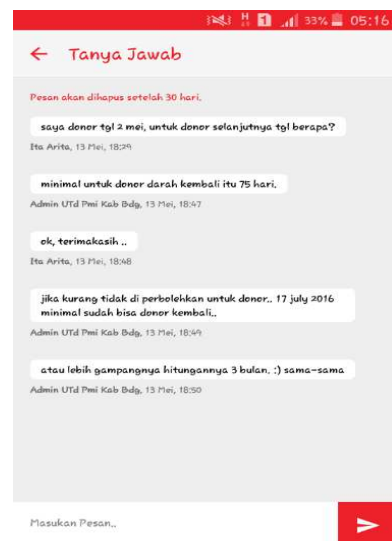 33% 05:16
Tanya Jawab
Pesan akan dihapus setelah 30 hari.
saya donor tgl 2 mei, untuk donor selanjutnya tgl berapa?
Ita Arita, 13 Mei, 18:29
minimal untuk donor darah kembali itu 75 hari.
Admin UTd Pmi Kab Bdg, 13 Mei, 18:47
ok, terimakasih ..
Ita Arita, 13 Mei, 18:48
jika kurang tidak di perbolehkan untuk donor.. 17 july 2016
minimal sudah bisa donor kembali..
Admin UTd Pmi Kab Bdg, 13 Mei, 18:49
atau lebih gampangnya hitungannya 3 bulan. :) sama-sama
Admin UTd Pmi Kab Bdg, 13 Mei, 18:50
Masukan Pesan..